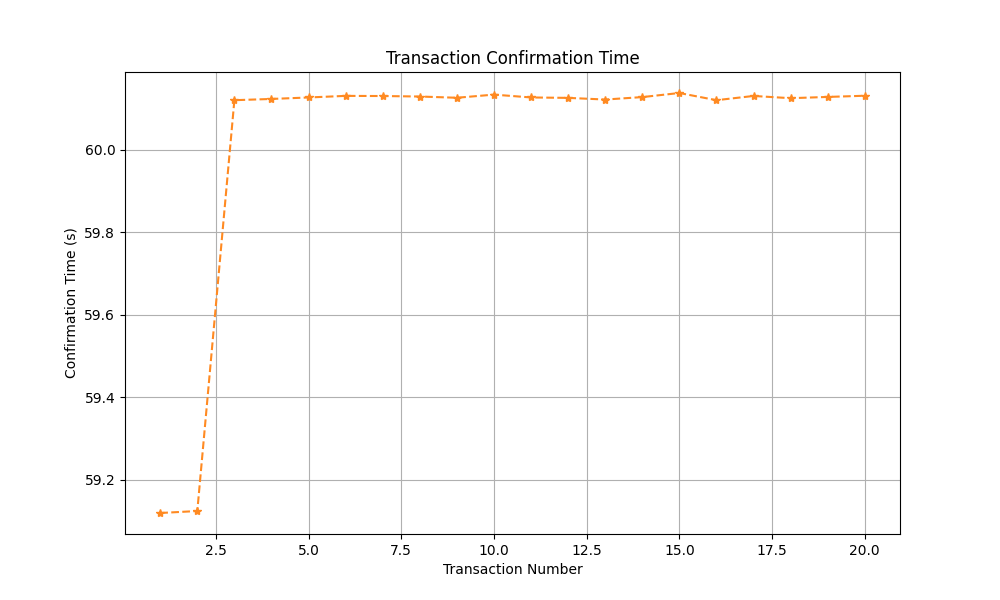 Transaction Confirmation Time
60.0
59.8
59.6
59.4
59.2
Confirmation Time (s)
2.5 5.0 7.5 10.0 12.5 15.0 17.5 20.0
Transaction Number